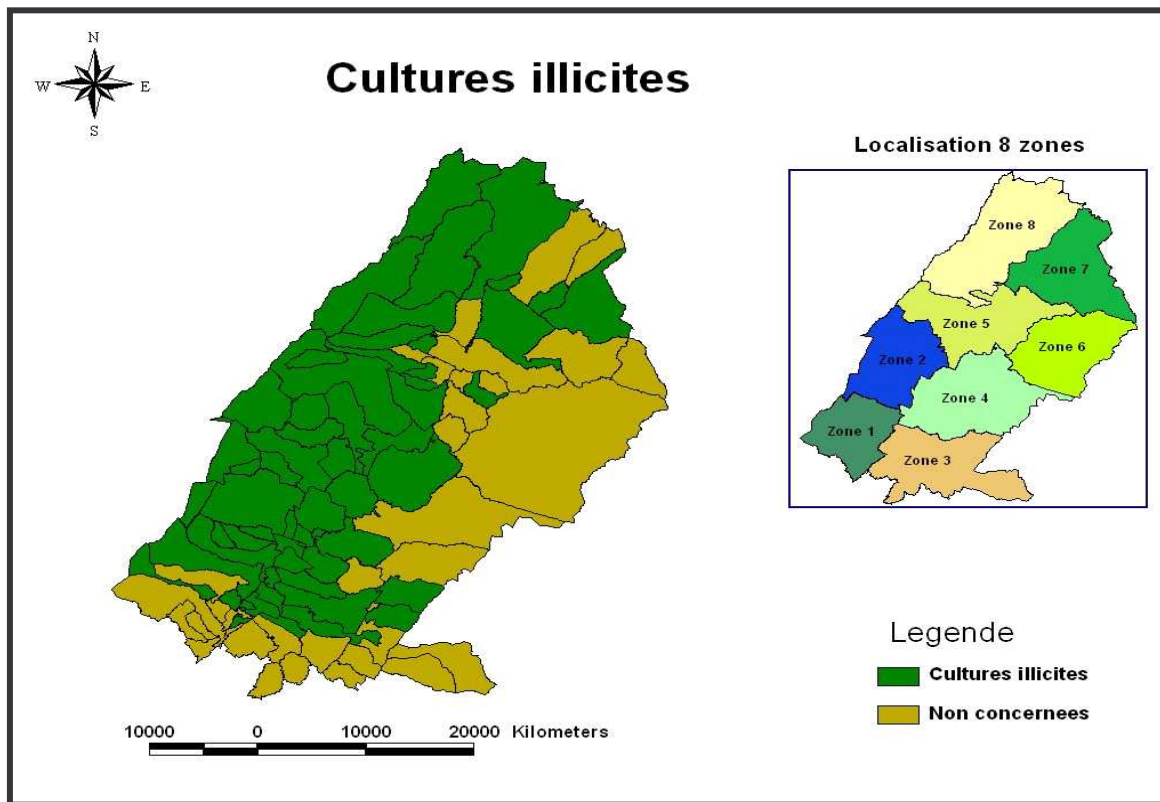 N
W E
S
Cultures illicites
Localisation 8 zones
Zone 8
Zone 7
Zone 5
Zone 6
Zone 2
Zone 4
Zone 1
Zone 3
Legende
Cultures illicites
Non concernees
10000 0 10000 20000 Kilometers